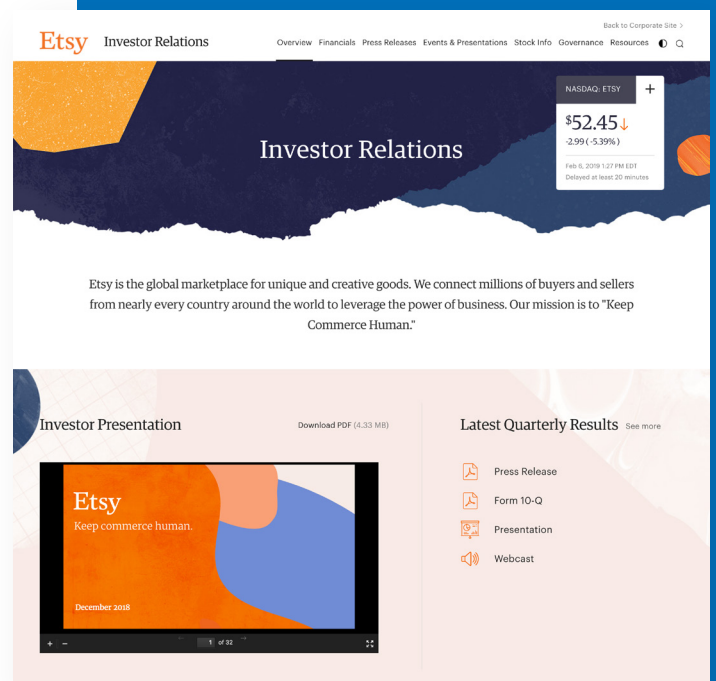 Back to Corporate Site >
Etsy Investor Relations
Overview Financials Press Releases Events & Presentations Stock Info Governance Resources
NASDAQ: ETSY +
$52.45↓
-2.99 (-5.39%)
Feb 6, 2019 1:27 PM EDT
Delayed at least 20 minutes
Investor Relations
Etsy is the global marketplace for unique and creative goods. We connect millions of buyers and sellers
from nearly every country around the world to leverage the power of business. Our mission is to "Keep
Commerce Human."
Investor Presentation
Download PDF (4.33 MB)
Etsy
Keep commerce human.
December 2018
+ − 1 of 32
Latest Quarterly Results See more
Press Release
Form 10-Q
Presentation
Webcast